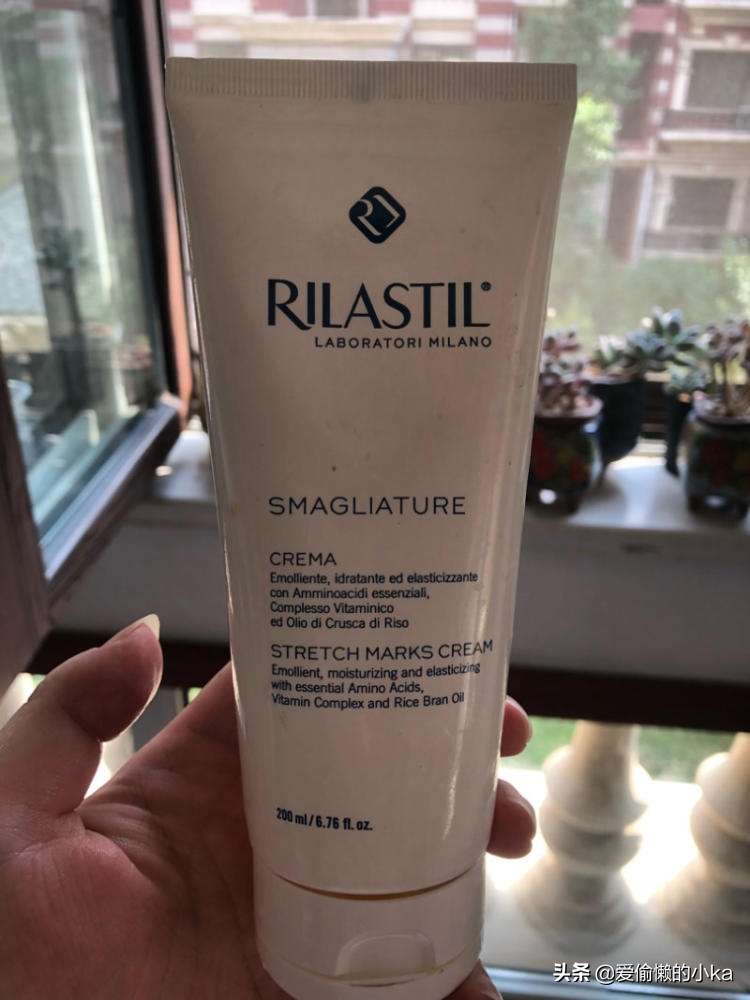 RILASTIL®
LABORATORI MILANO
SMAGLIATURE
CREMA
Emolliente, idratante ed elasticizzante
con Amminoacidi essenziali,
Complesso Vitaminico
ed Olio di Crusca di Riso
STRETCH MARKS CREAM
Emollient, moisturizing and elasticizing
with essential Amino Acids,
Vitamin Complex and Rice Bran Oil
200 ml / 6.76 fl. oz.
头条 @爱偷懒的小ka